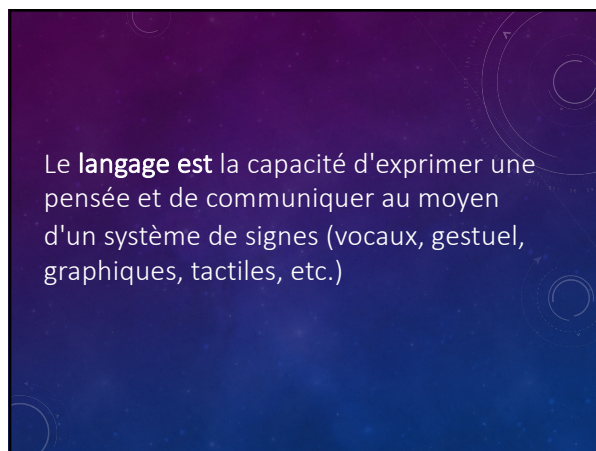 Le langage est la capacité d'exprimer une
pensée et de communiquer au moyen
d'un système de signes (vocaux, gestuel,
graphiques, tactiles, etc.)